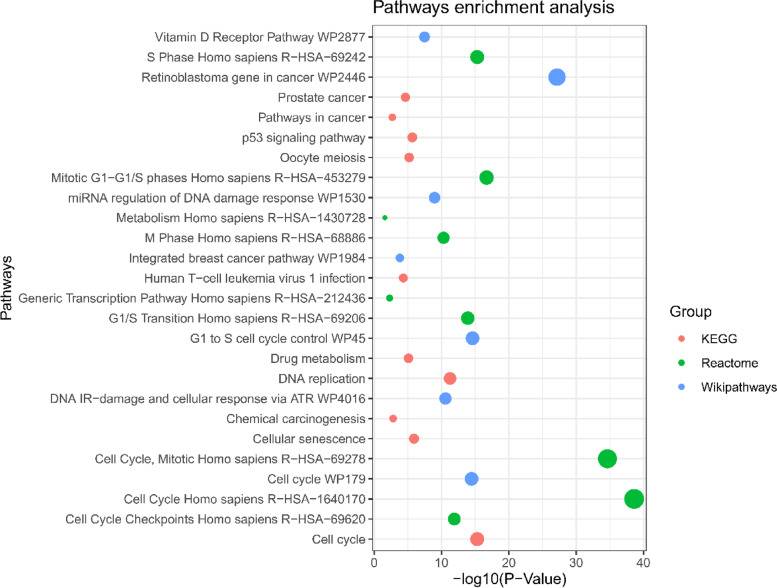 Pathways enrichment analysis
Vitamin D Receptor Pathway WP2877
S Phase Homo sapiens R−HSA−69242
Retinoblastoma gene in cancer WP2446
Prostate cancer
Pathways in cancer
p53 signaling pathway
Oocyte meiosis
Mitotic G1−G1/S phases Homo sapiens R−HSA−453279
miRNA regulation of DNA damage response WP1530
Metabolism Homo sapiens R−HSA−1430728
M Phase Homo sapiens R−HSA−68886
Integrated breast cancer pathway WP1984
Human T−cell leukemia virus 1 infection
Generic Transcription Pathway Homo sapiens R−HSA−212436
G1/S Transition Homo sapiens R−HSA−69206
G1 to S cell cycle control WP45
Drug metabolism
DNA replication
DNA IR−damage and cellular response via ATR WP4016
Chemical carcinogenesis
Cellular senescence
Cell Cycle, Mitotic Homo sapiens R−HSA−69278
Cell cycle WP179
Cell Cycle Homo sapiens R−HSA−1640170
Cell Cycle Checkpoints Homo sapiens R−HSA−69620
Cell cycle
Pathways
0 10 20 30 40
−log10(P−Value)
Group
KEGG
Reactome
Wikipathways